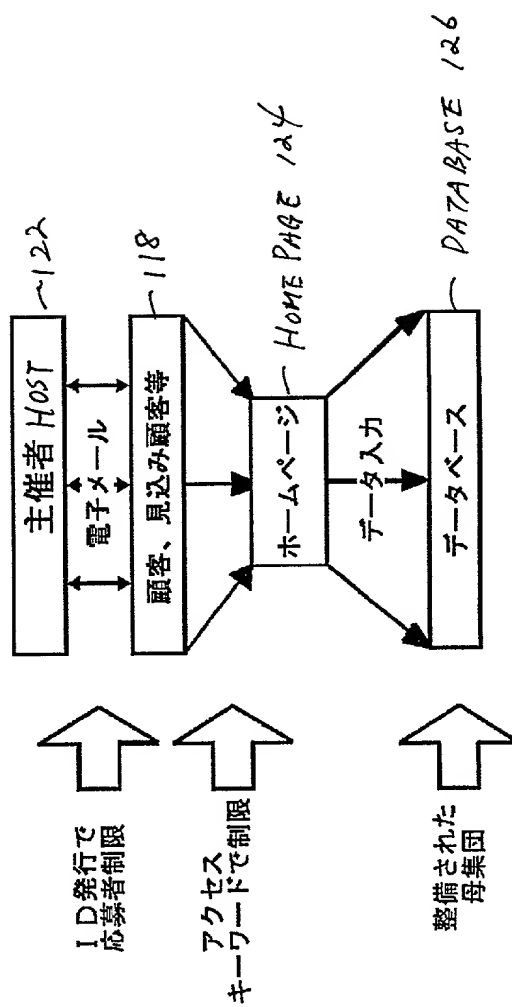 主催者 HOST
122
電子メール
118
顧客、見込み顧客等
HOMEPAGE 124
ホームページ
データ入力
DATABASE 126
データベース
ID発行で
応募者制限
アクセス
キーワードで制限
整備された
母集団